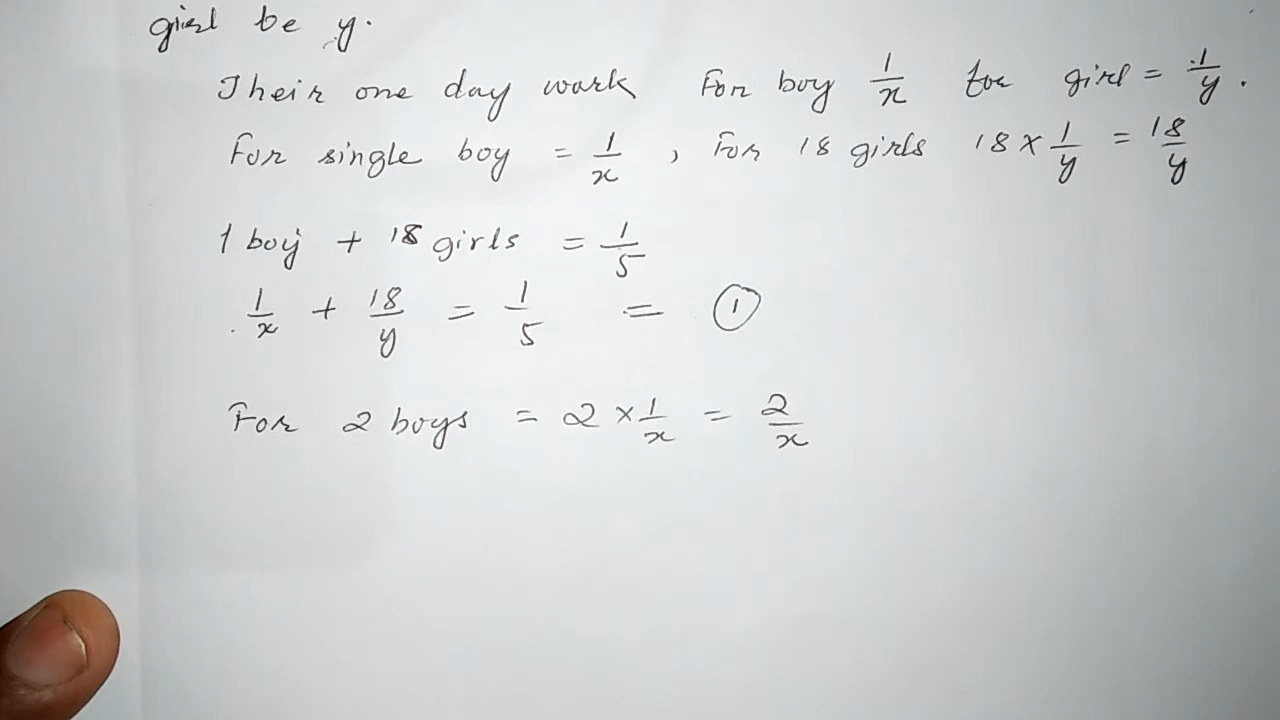 girl be y.
Their one day work For boy 1/x for girl = 1/y.
For single boy = 1/x , For 18 girls 18 × 1/y = 18/y
1 boy + 18 girls = 1/5
1/x + 18/y = 1/5 = ①
For 2 boys = 2 × 1/x = 2/x